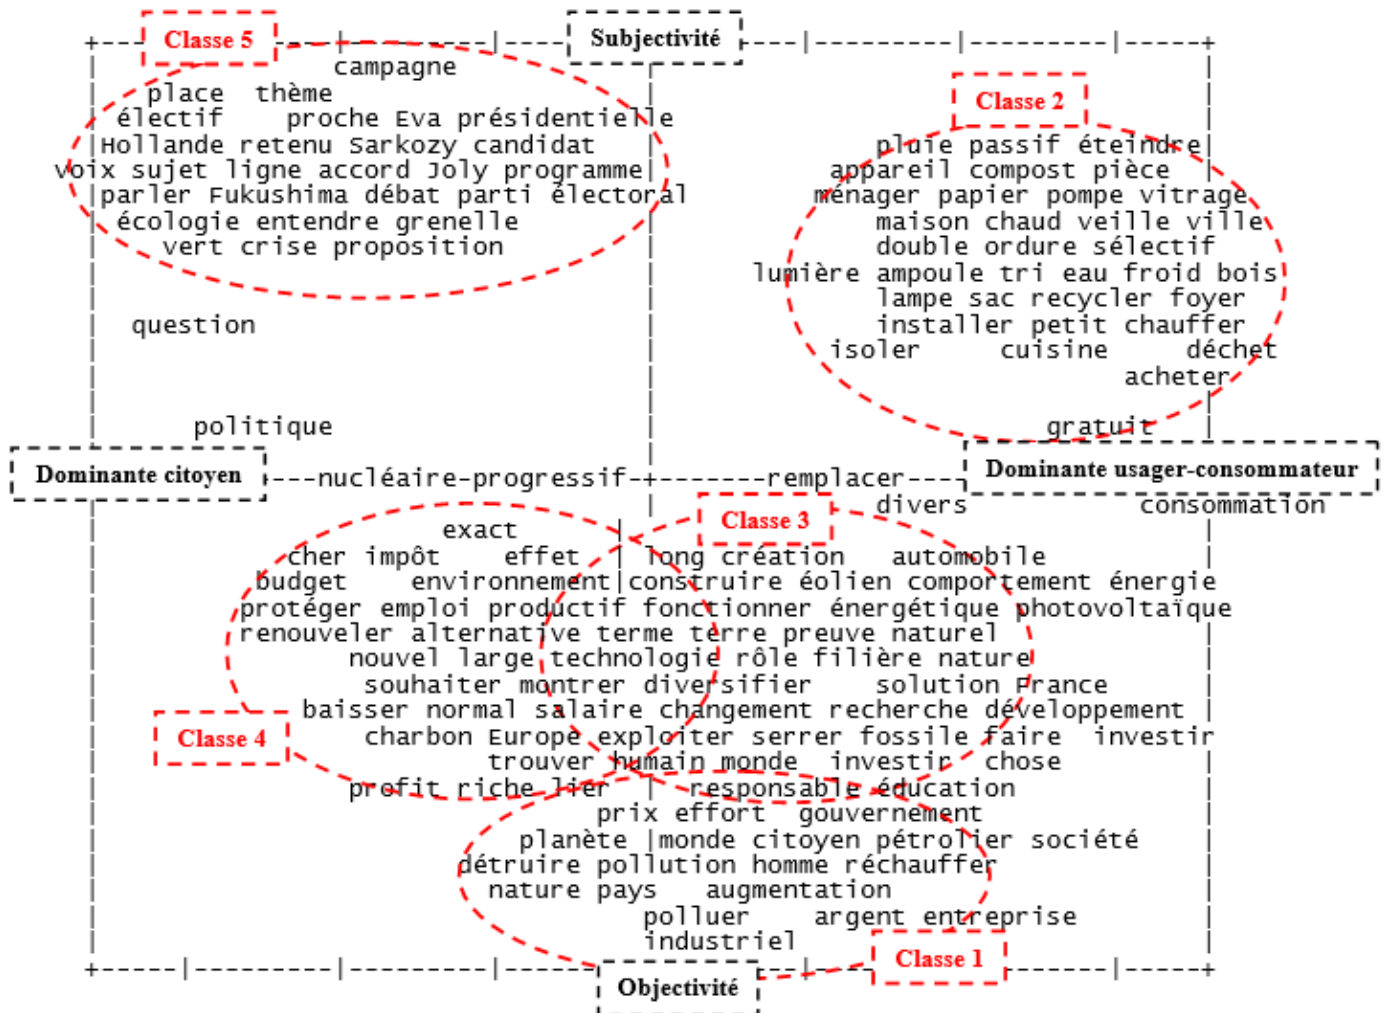 Classe 5
Subjectivité
campagne
place thème
Classe 2
électif proche Eva présidentielle
Hollande retenu Sarkozy candidat
pluie passif éteindre
voix sujet ligne accord Joly programme
appareil compost pièce
parler Fukushima débat parti électoral
ménager papier pompe vitrage
écologie entendre grenelle
maison chaud veille ville
vert crise proposition
double ordure sélectif
lumière ampoule tri eau froid bois
lampe sac recycler foyer
question
installer petit chauffer
isoler cuisine déchet
acheter
politique
gratuit
Dominante citoyen
nucléaire-progressif
remplacer
Dominante usager-consommateur
divers consommation
Classe 3
exact
cher impôt effet long création automobile
budget environnement construire éolien comportement énergie
protéger emploi productif fonctionner énergétique photovoltaïque
renouveler alternative terme terre preuve naturel
nouvel large technologie rôle filière nature
souhaiter montrer diversifier solution France
baisser normal salaire changement recherche développement
Classe 4
charbon Europe exploiter serrer fossile faire investir
trouver humain monde investir chose
profit riche lier responsable éducation
prix effort gouvernement
planète monde citoyen pétrolier société
détruire pollution homme réchauffer
nature pays augmentation
polluer argent entreprise
industriel
Classe 1
Objectivité